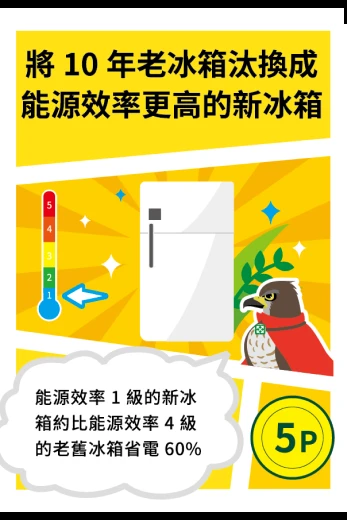 將 10 年老冰箱汰換成
能源效率更高的新冰箱
5
4
3
2
1
能源效率 1 級的新冰
箱約比能源效率 4 級
的老舊冰箱省電 60%
5P